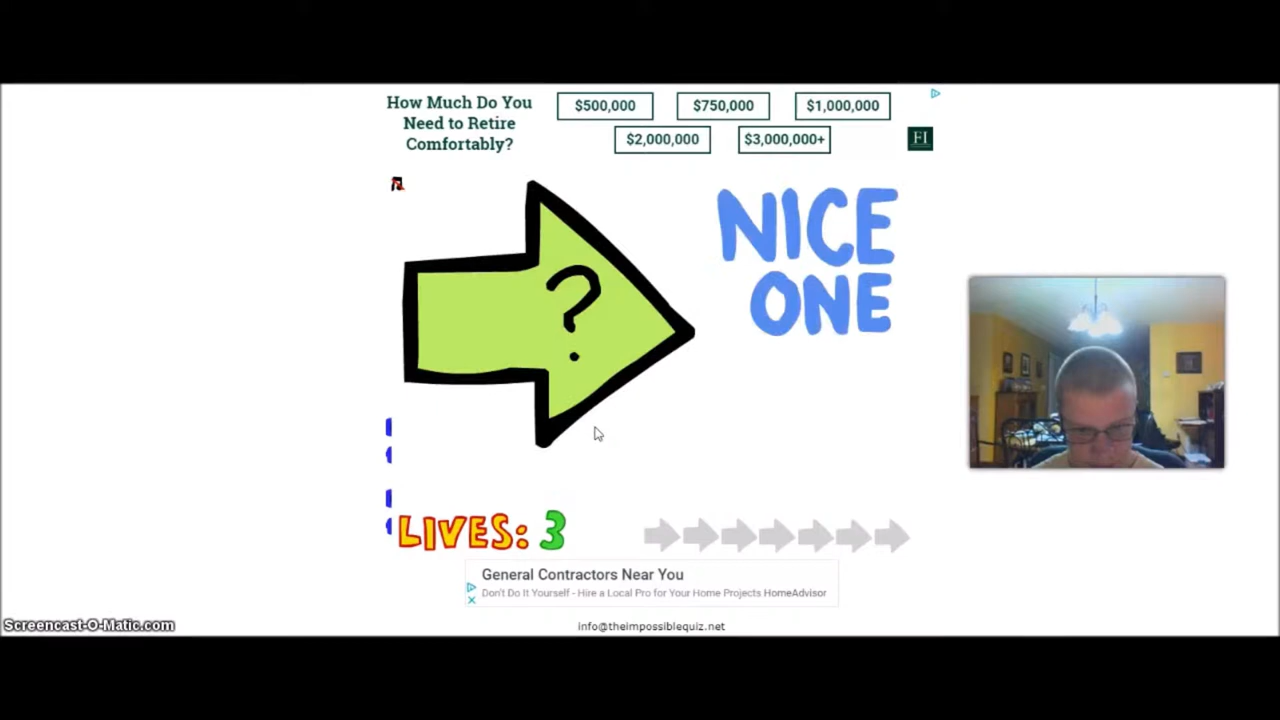 How Much Do You
Need to Retire
Comfortably?
$500,000
$750,000
$1,000,000
$2,000,000
$3,000,000+
FI
?
NICE
ONE
LIVES: 3
General Contractors Near You
Don't Do It Yourself - Hire a Local Pro for Your Home Projects HomeAdvisor
info@theimpossiblequiz.net
Screencast-O-Matic.com